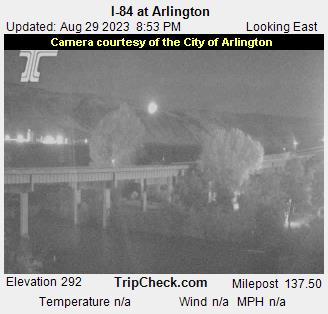 I-84 at Arlington
Updated: Aug 29 2023 8:53 PM Looking East
Camera courtesy of the City of Arlington
Elevation 292 TripCheck.com Milepost 137.50
Temperature n/a Wind n/a MPH n/a